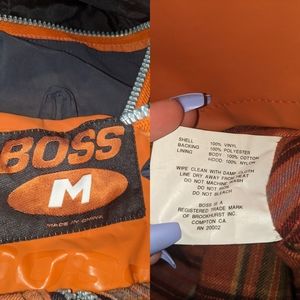 BOSS
M
MADE IN CHINA
SHELL 100% VINYL
BACKING 100% POLYESTER
LINING BODY: 100% COTTON
HOOD: 100% NYLON
WIPE CLEAN WITH DAMP CLOTH
LINE DRY AWAY FROM HEAT
DO NOT MACHINE WASH
DO NOT IRON
DO NOT BLEACH
BOSS IS A
REGISTERED TRADE MARK
OF BROOKHURST INC.
COMPTON CA.
RN 20002